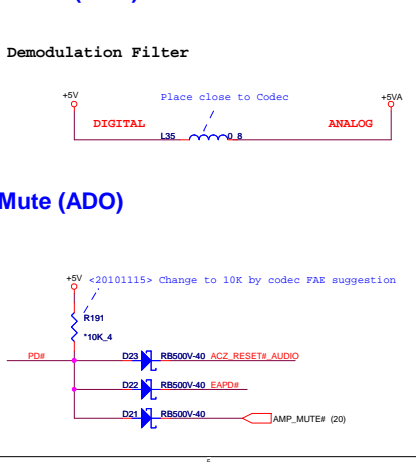 Demodulation Filter
+5V
Place close to Codec
+5VA
DIGITAL
ANALOG
L35
0_8
Mute (ADO)
+5V
<20101115> Change to 10K by codec FAE suggestion
R191
*10K_4
PD#
D23
RB500V-40
ACZ_RESET#_AUDIO
D22
RB500V-40
EAPD#
D21
RB500V-40
AMP_MUTE# (20)